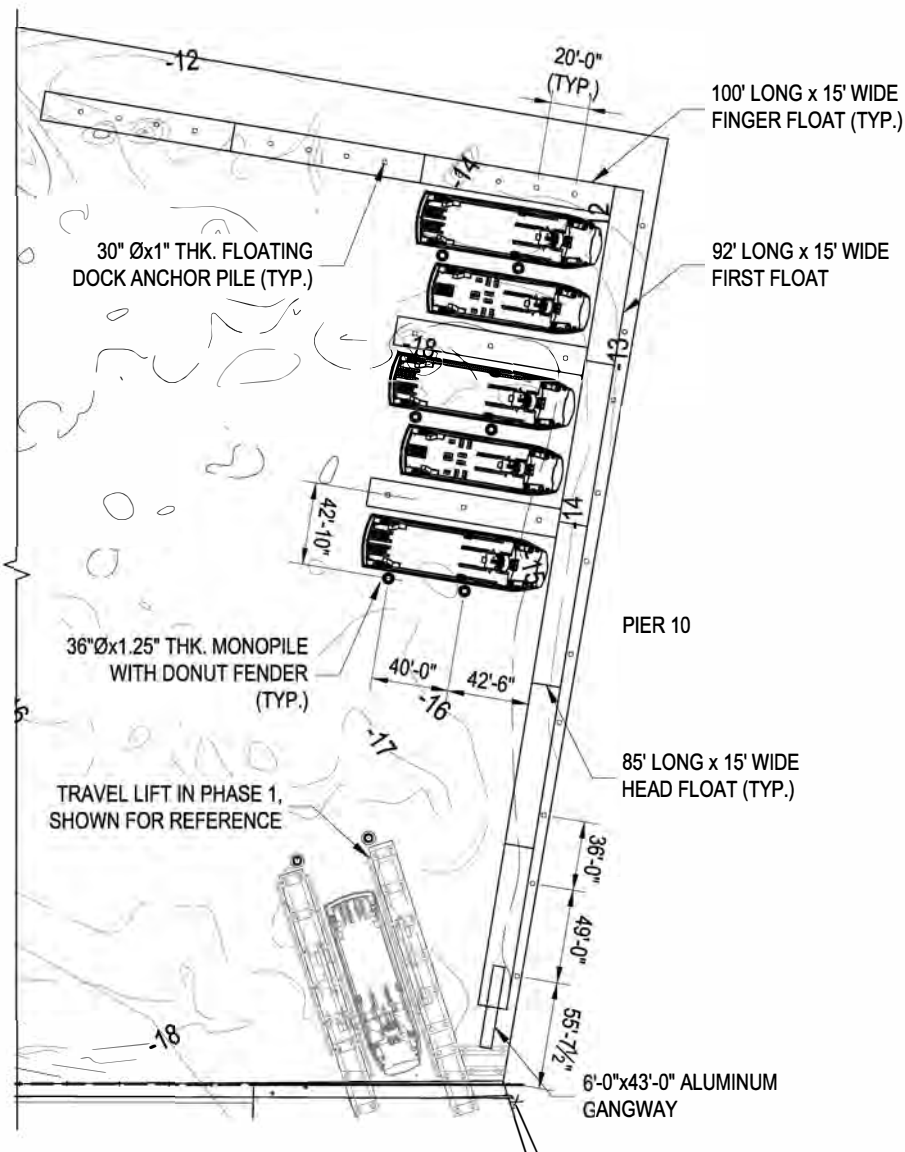 -12
20'-0"
(TYP.)
100' LONG x 15' WIDE
FINGER FLOAT (TYP.)
-14
30" Øx1" THK. FLOATING
DOCK ANCHOR PILE (TYP.)
92' LONG x 15' WIDE
FIRST FLOAT
-13
-18
42'-10"
-14
36"Øx1.25" THK. MONOPILE
WITH DONUT FENDER
(TYP.)
PIER 10
40'-0"
42'-6"
-16
-17
85' LONG x 15' WIDE
HEAD FLOAT (TYP.)
TRAVEL LIFT IN PHASE 1,
SHOWN FOR REFERENCE
36'-0"
49'-0"
55'-7½"
-18
6'-0"x43'-0" ALUMINUM
GANGWAY